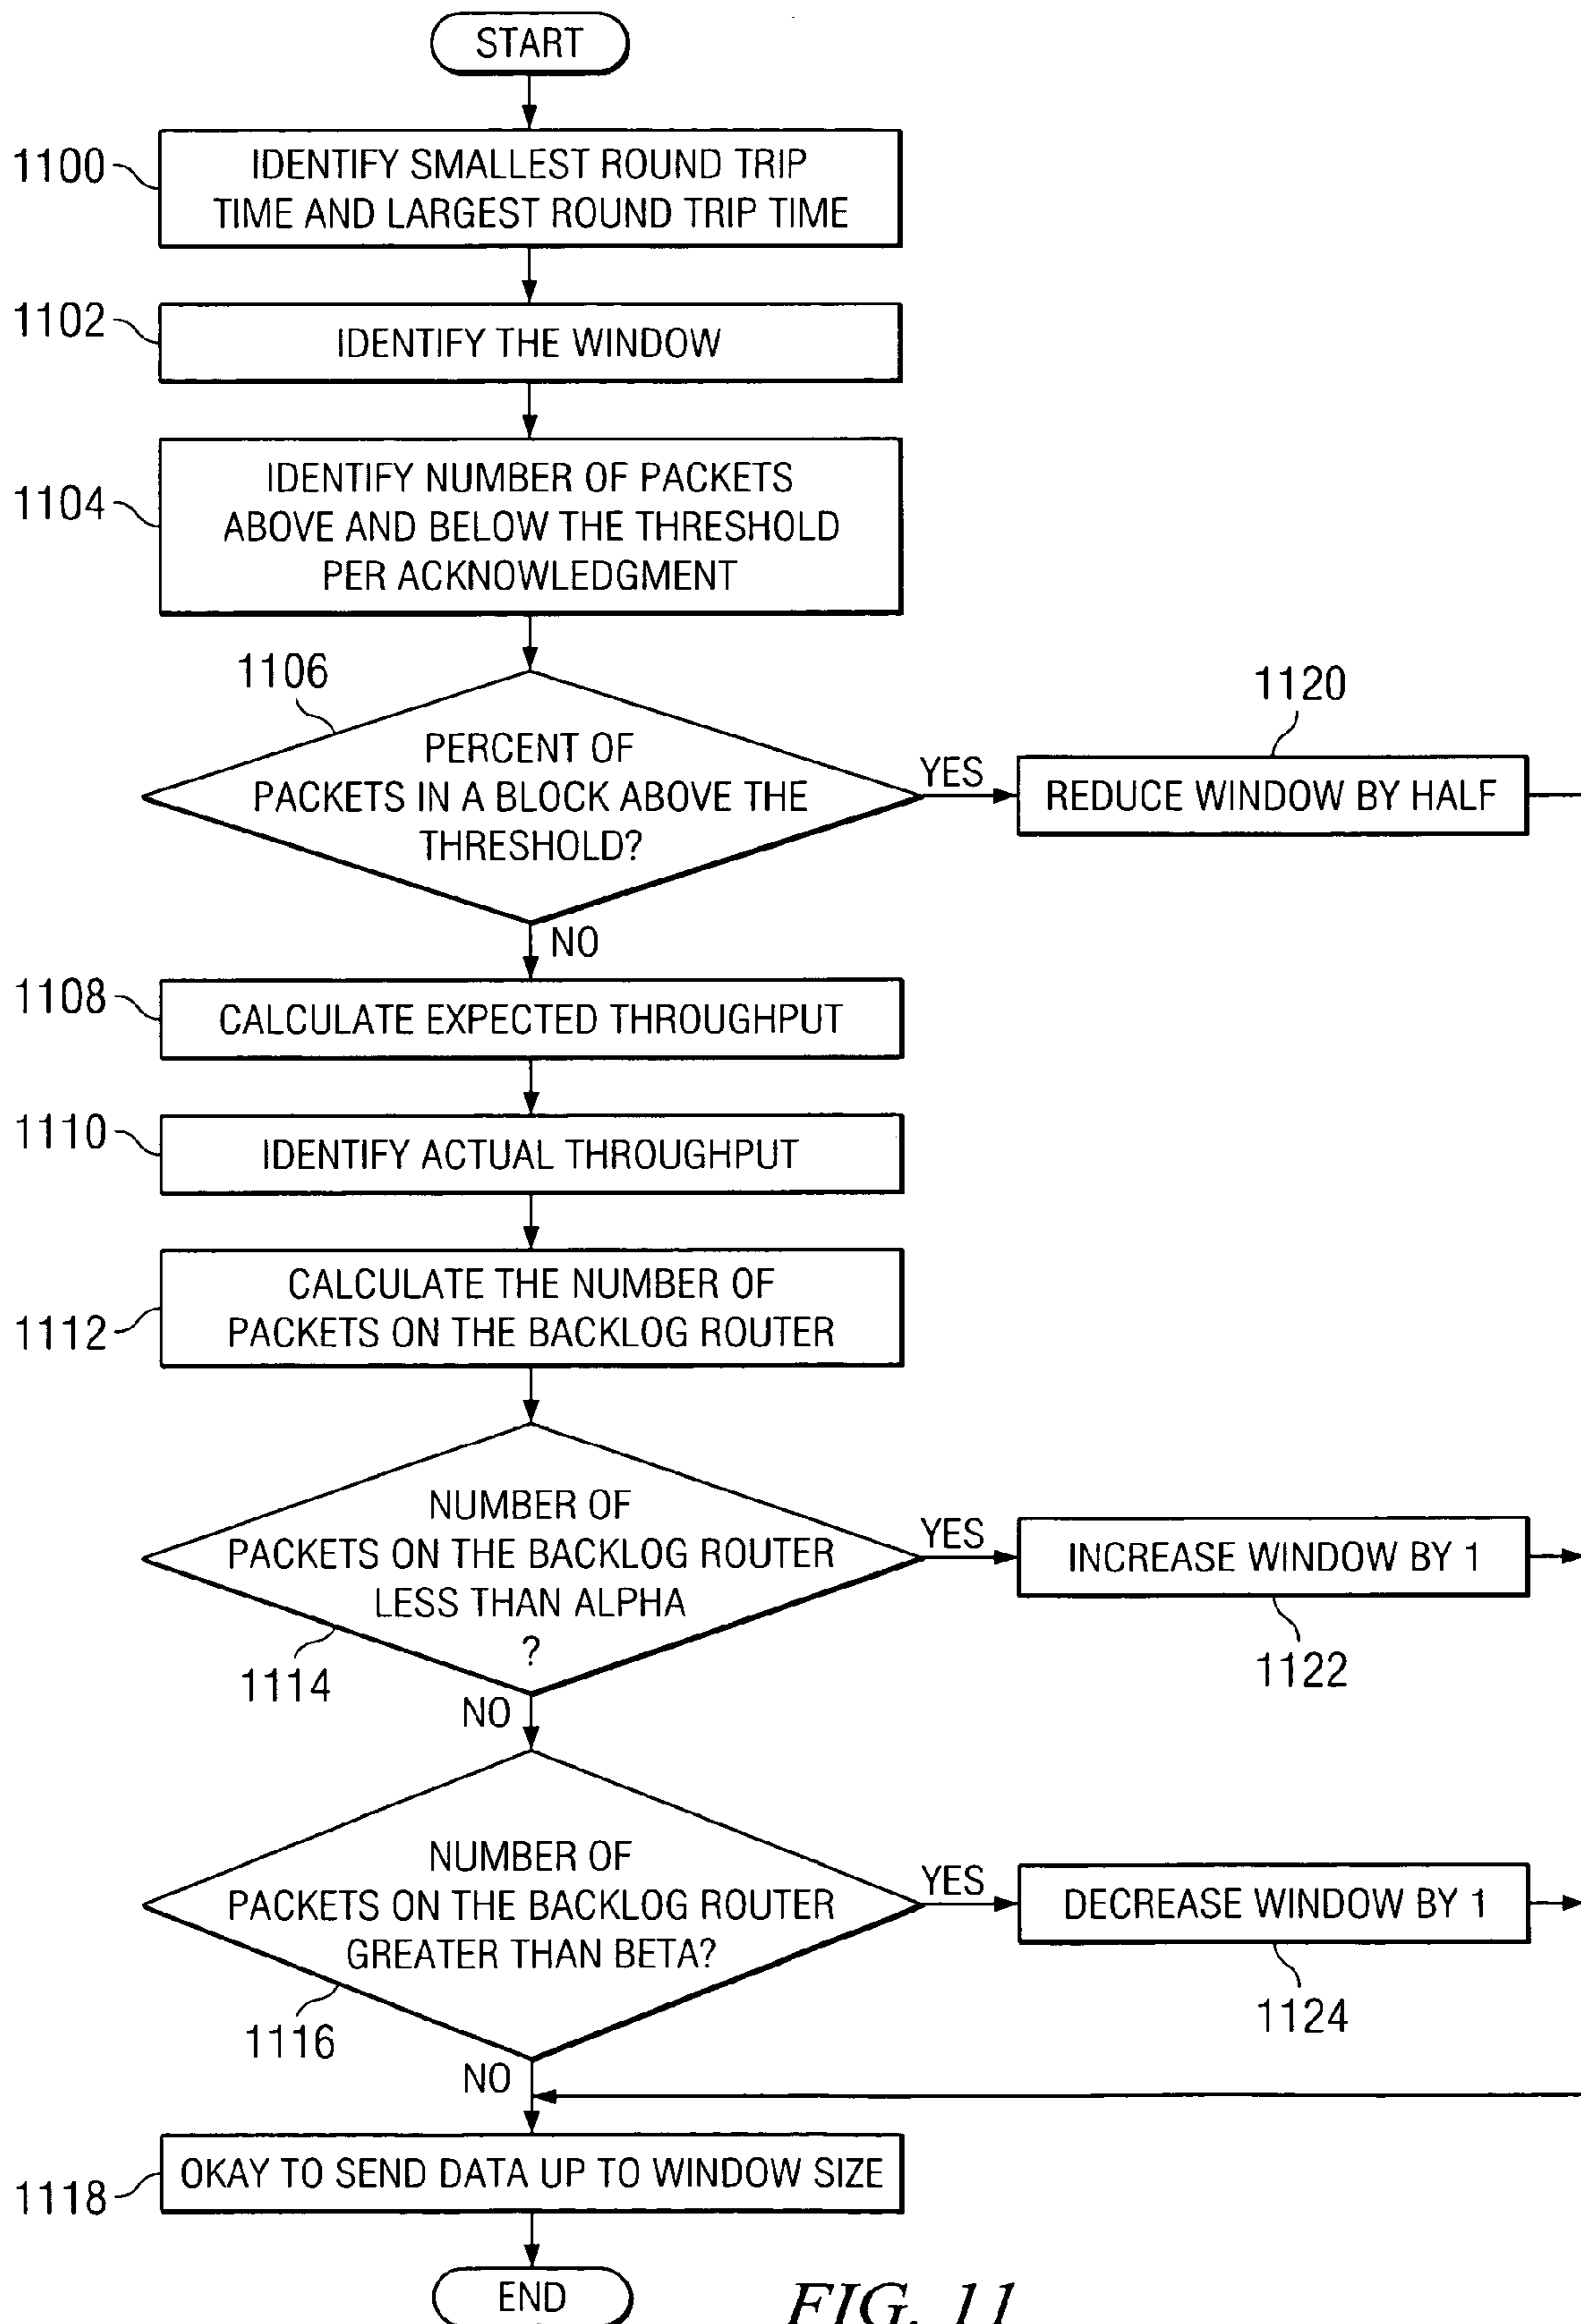 START
1100
IDENTIFY SMALLEST ROUND TRIP
TIME AND LARGEST ROUND TRIP TIME
1102
IDENTIFY THE WINDOW
1104
IDENTIFY NUMBER OF PACKETS
ABOVE AND BELOW THE THRESHOLD
PER ACKNOWLEDGMENT
1106
PERCENT OF
PACKETS IN A BLOCK ABOVE THE
THRESHOLD?
YES
1120
REDUCE WINDOW BY HALF
NO
1108
CALCULATE EXPECTED THROUGHPUT
1110
IDENTIFY ACTUAL THROUGHPUT
1112
CALCULATE THE NUMBER OF
PACKETS ON THE BACKLOG ROUTER
NUMBER OF
PACKETS ON THE BACKLOG ROUTER
LESS THAN ALPHA
?
1114
YES
INCREASE WINDOW BY 1
1122
NO
NUMBER OF
PACKETS ON THE BACKLOG ROUTER
GREATER THAN BETA?
1116
YES
DECREASE WINDOW BY 1
1124
NO
1118
OKAY TO SEND DATA UP TO WINDOW SIZE
END
FIG. 11